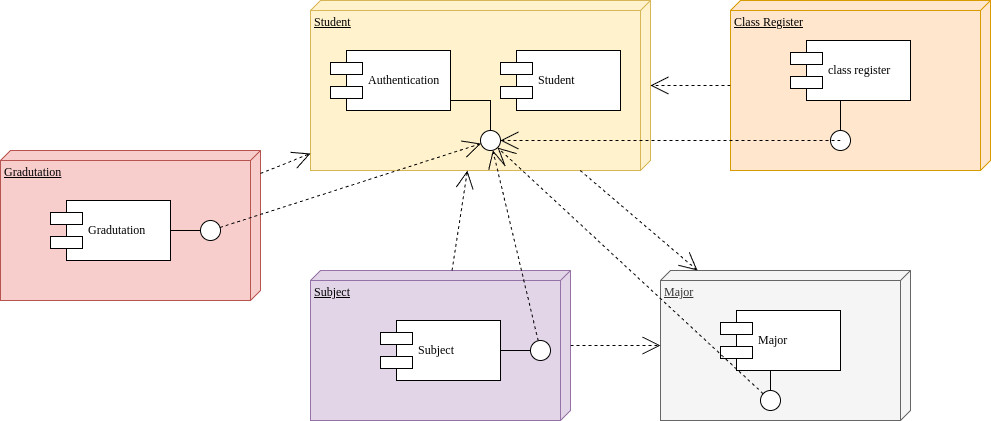 Student
Class Register
Authentication
Student
class register
Gradutation
Gradutation
Subject
Major
Subject
Major